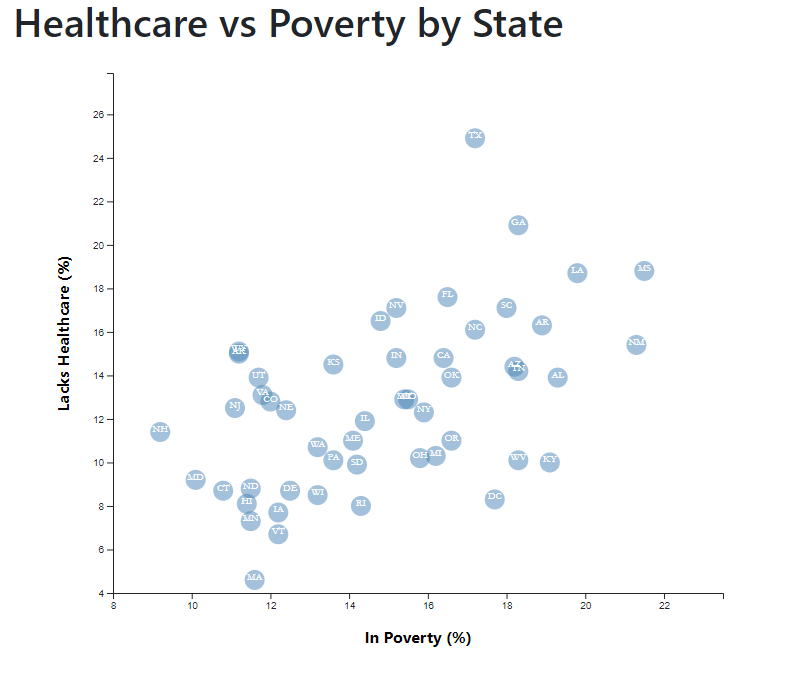 Healthcare vs Poverty by State
26
24
22
20
18
16
14
12
10
8
6
4
Lacks Healthcare (%)
TX
GA
LA
MS
FL
NV
SC
ID
NC
AR
NM
IN
CA
KS
AZ
TN
OK
AL
UT
VA
CO
NE
NJ
NY
IL
NH
ME
OR
WA
PA
SD
OH
MI
WV
KY
MD
CT
ND
DE
WI
HI
IA
RI
DC
MN
VT
MA
8
10
12
14
16
18
20
22
In Poverty (%)